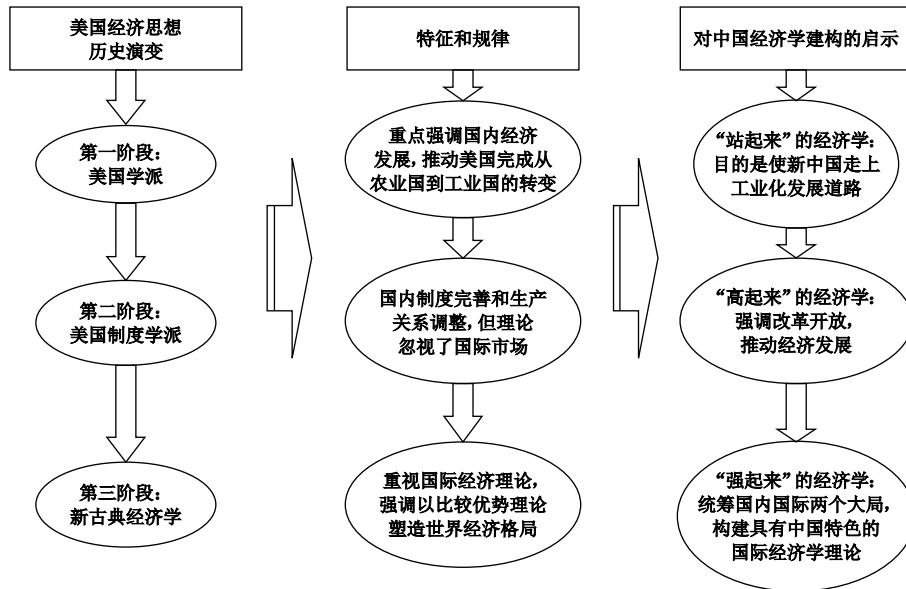 美国经济思想
历史演变
第一阶段：
美国学派
第二阶段：
美国制度学派
第三阶段：
新古典经济学
特征和规律
重点强调国内经济
发展，推动美国完成从
农业国到工业国的转变
国内制度完善和生产
关系调整，但理论
忽视了国际市场
重视国际经济理论，
强调以比较优势理论
塑造世界经济格局
对中国经济学建构的启示
“站起来”的经济学：
目的是使新中国走上
工业化发展道路
“高起来”的经济学：
强调改革开放，
推动经济发展
“强起来”的经济学：
统筹国内国际两个大局，
构建具有中国特色的
国际经济学理论